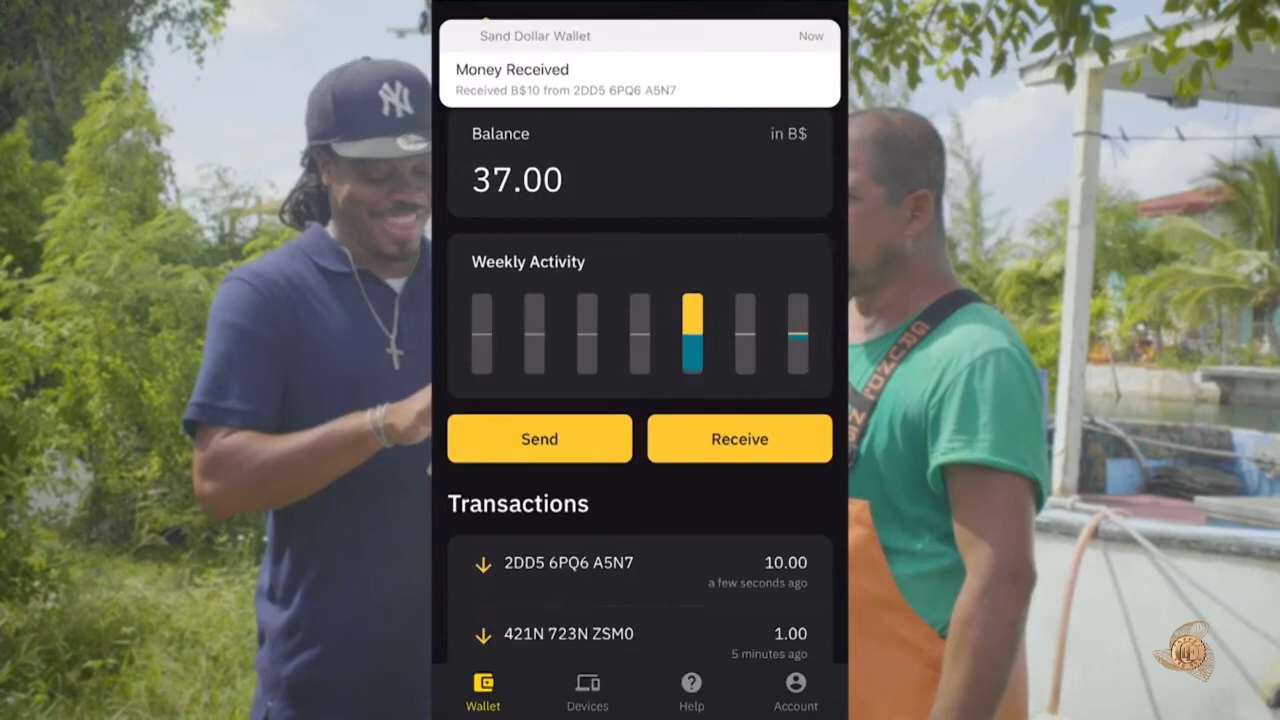 Sand Dollar Wallet Now
Money Received
Received B$10 from 2DD5 6PQ6 A5N7
Balance in B$
37.00
Weekly Activity
Send Receive
Transactions
2DD5 6PQ6 A5N7 10.00
a few seconds ago
421N 723N ZSM0 1.00
5 minutes ago
Wallet Devices Help Account
NY